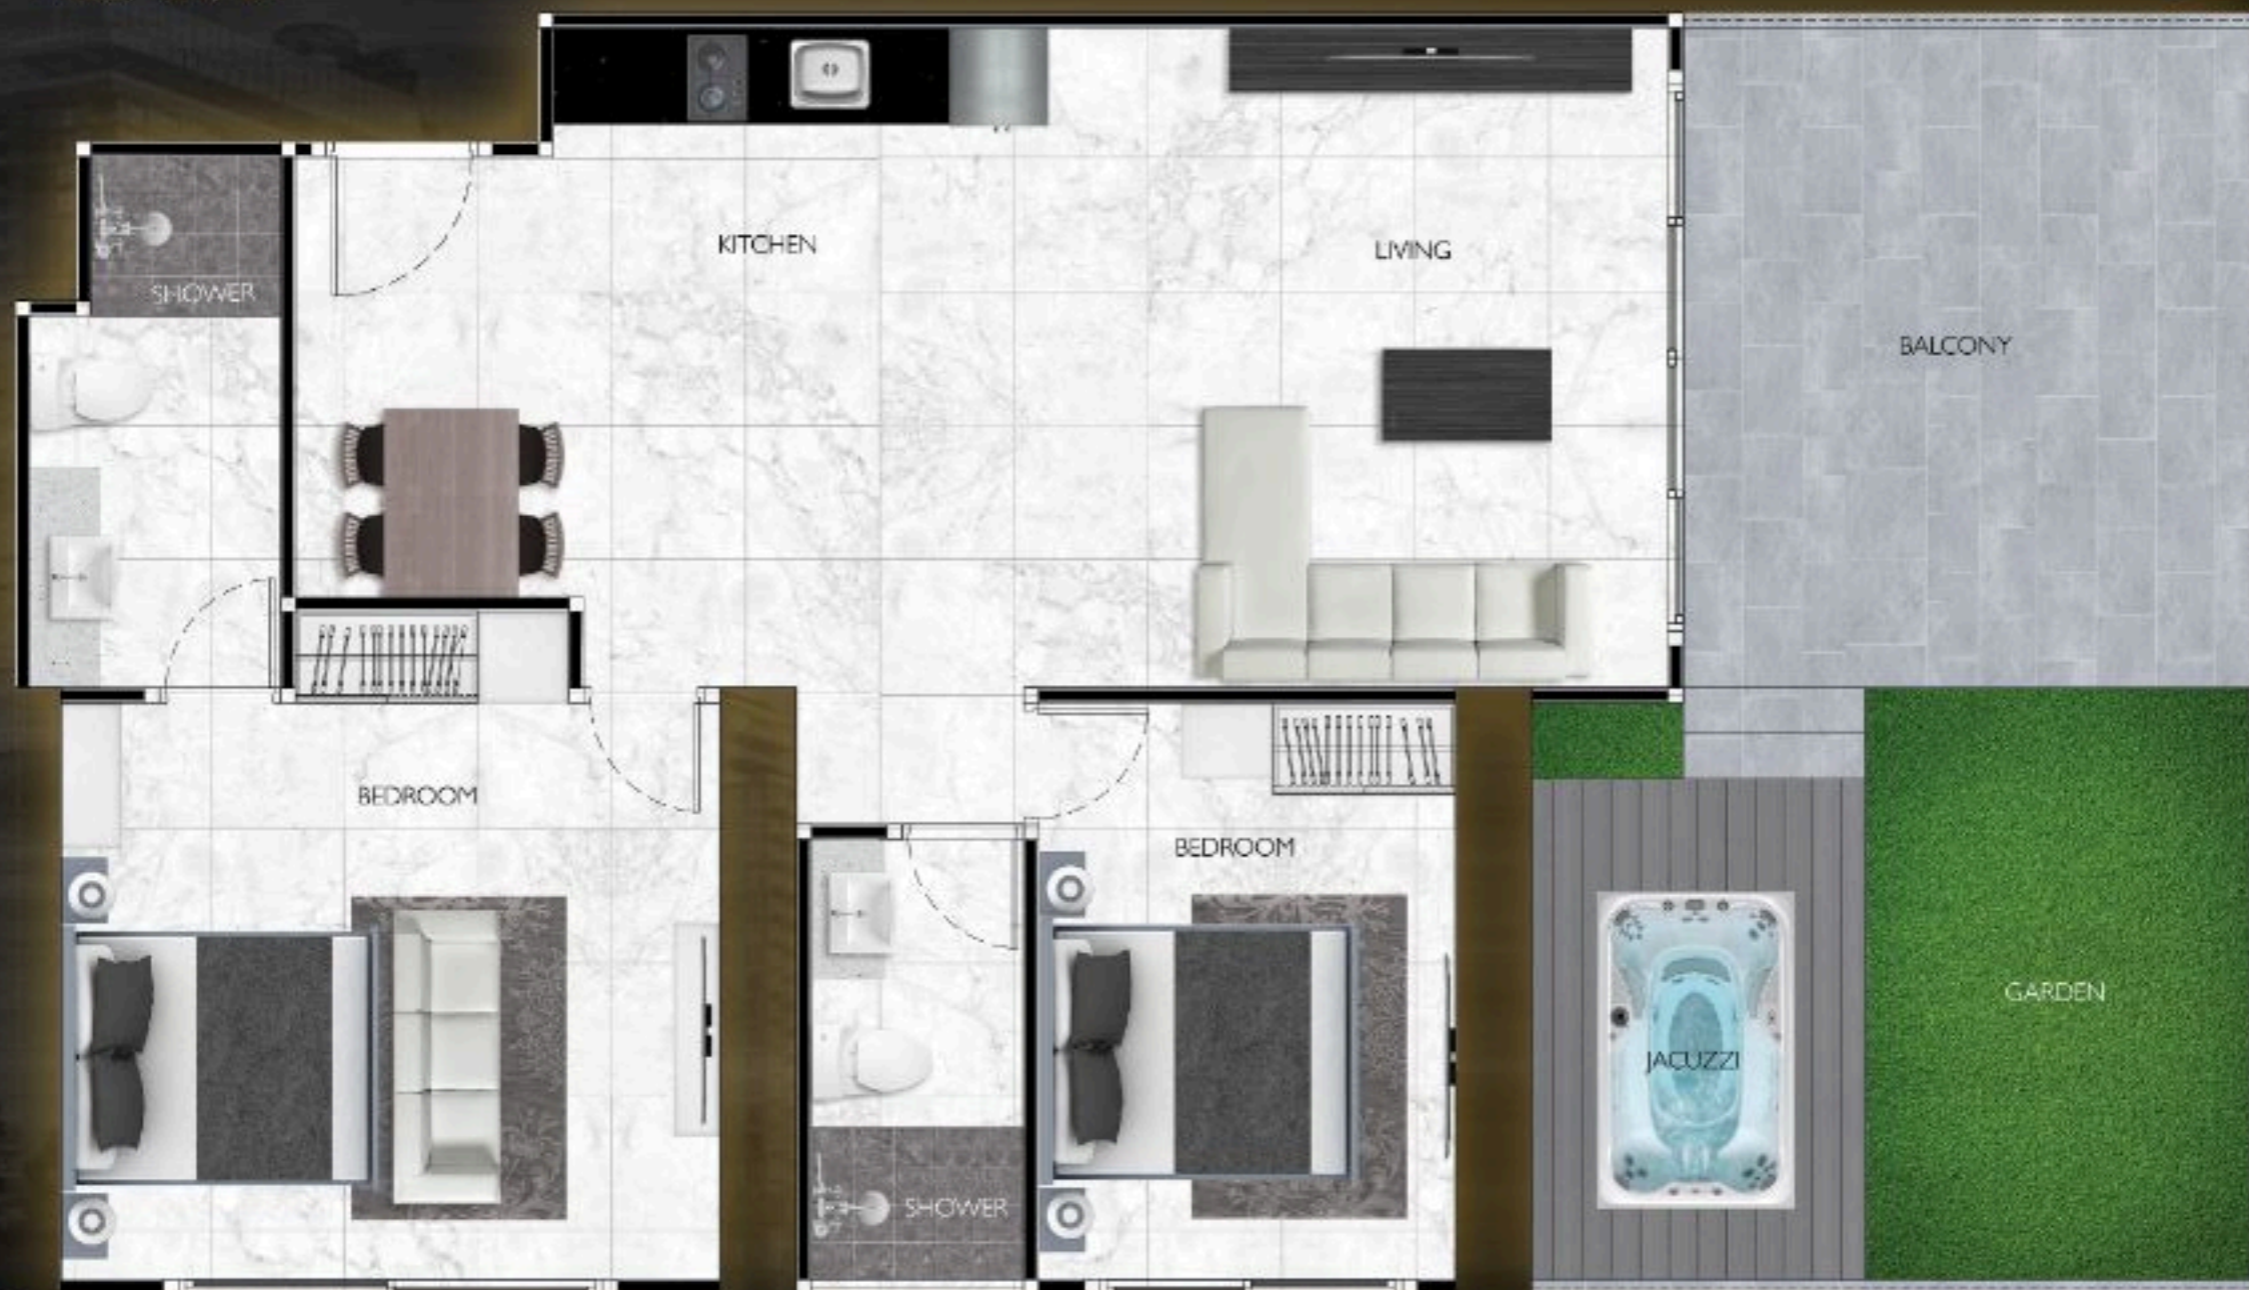 KITCHEN
LIVING
SHOWER
BALCONY
BEDROOM
BEDROOM
GARDEN
JACUZZI
SHOWER